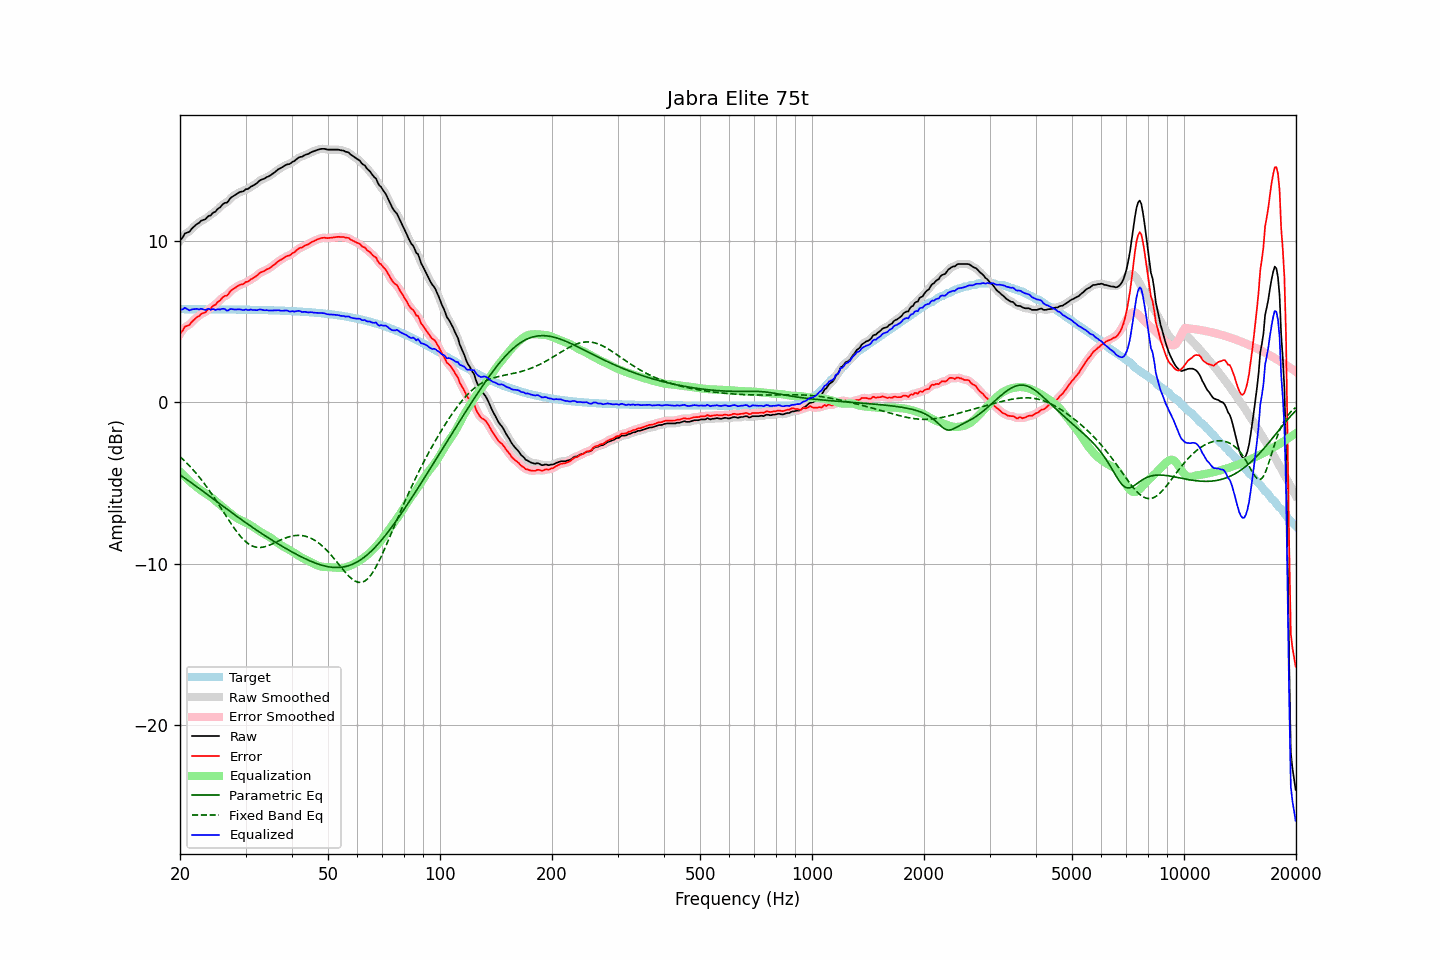 Jabra Elite 75t
Amplitude (dBr)
10
0
−10
−20
Target
Raw Smoothed
Error Smoothed
Raw
Error
Equalization
Parametric Eq
Fixed Band Eq
Equalized
20 50 100 200 500 1000 2000 5000 10000 20000
Frequency (Hz)